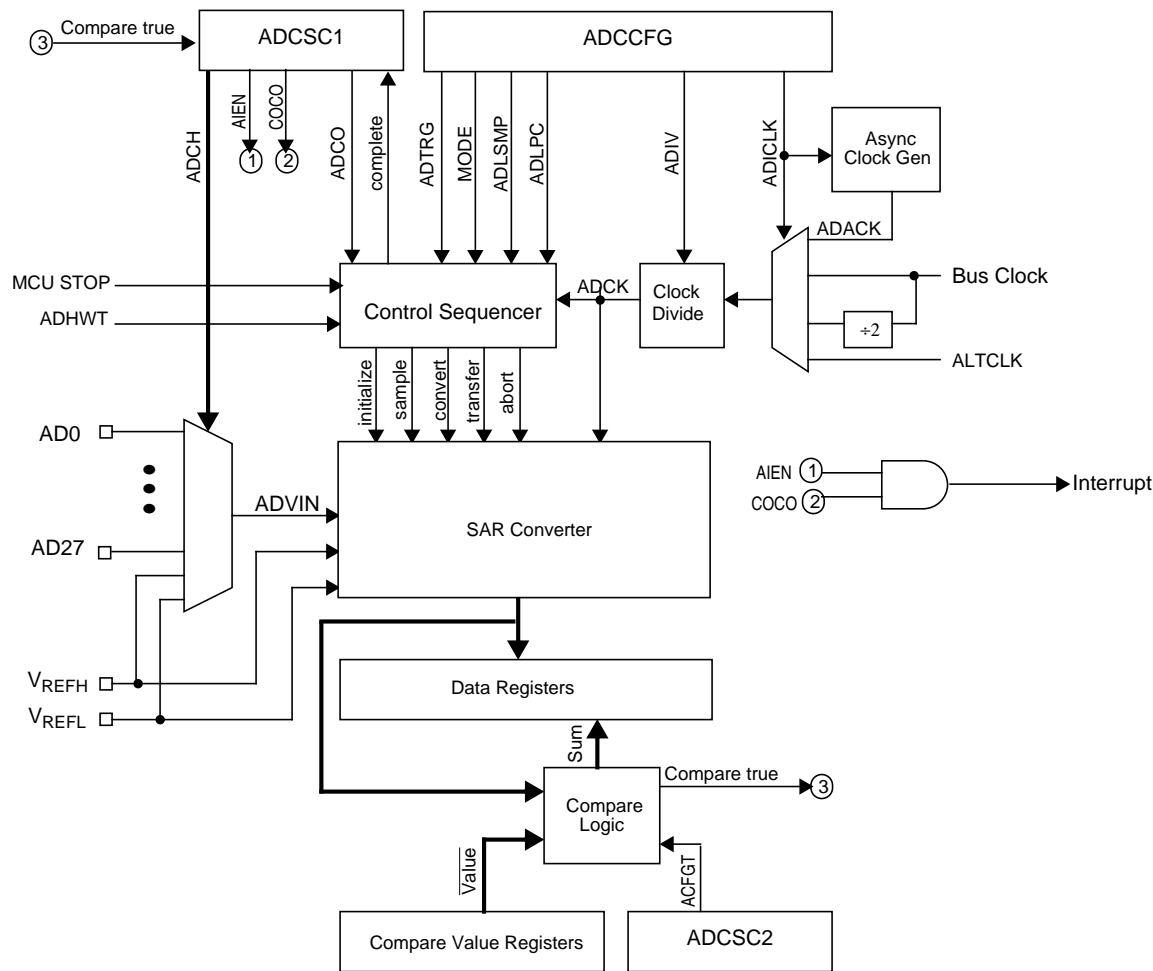 3 Compare true
ADCSC1
ADCCFG
ADCH
AIEN
COCO
ADCO
complete
ADTRG
MODE
ADLSMP
ADLPC
ADIV
ADICLK
Async
Clock Gen
1
2
ADACK
MCU STOP
ADHWT
Control Sequencer
ADCK
Clock
Divide
Bus Clock
÷2
ALTCLK
initialize
sample
convert
transfer
abort
AD0
AD27
ADVIN
SAR Converter
AIEN 1
COCO 2
Interrupt
VREFH
VREFL
Data Registers
Sum
Compare true
3
Compare
Logic
Value
ACFGT
Compare Value Registers
ADCSC2